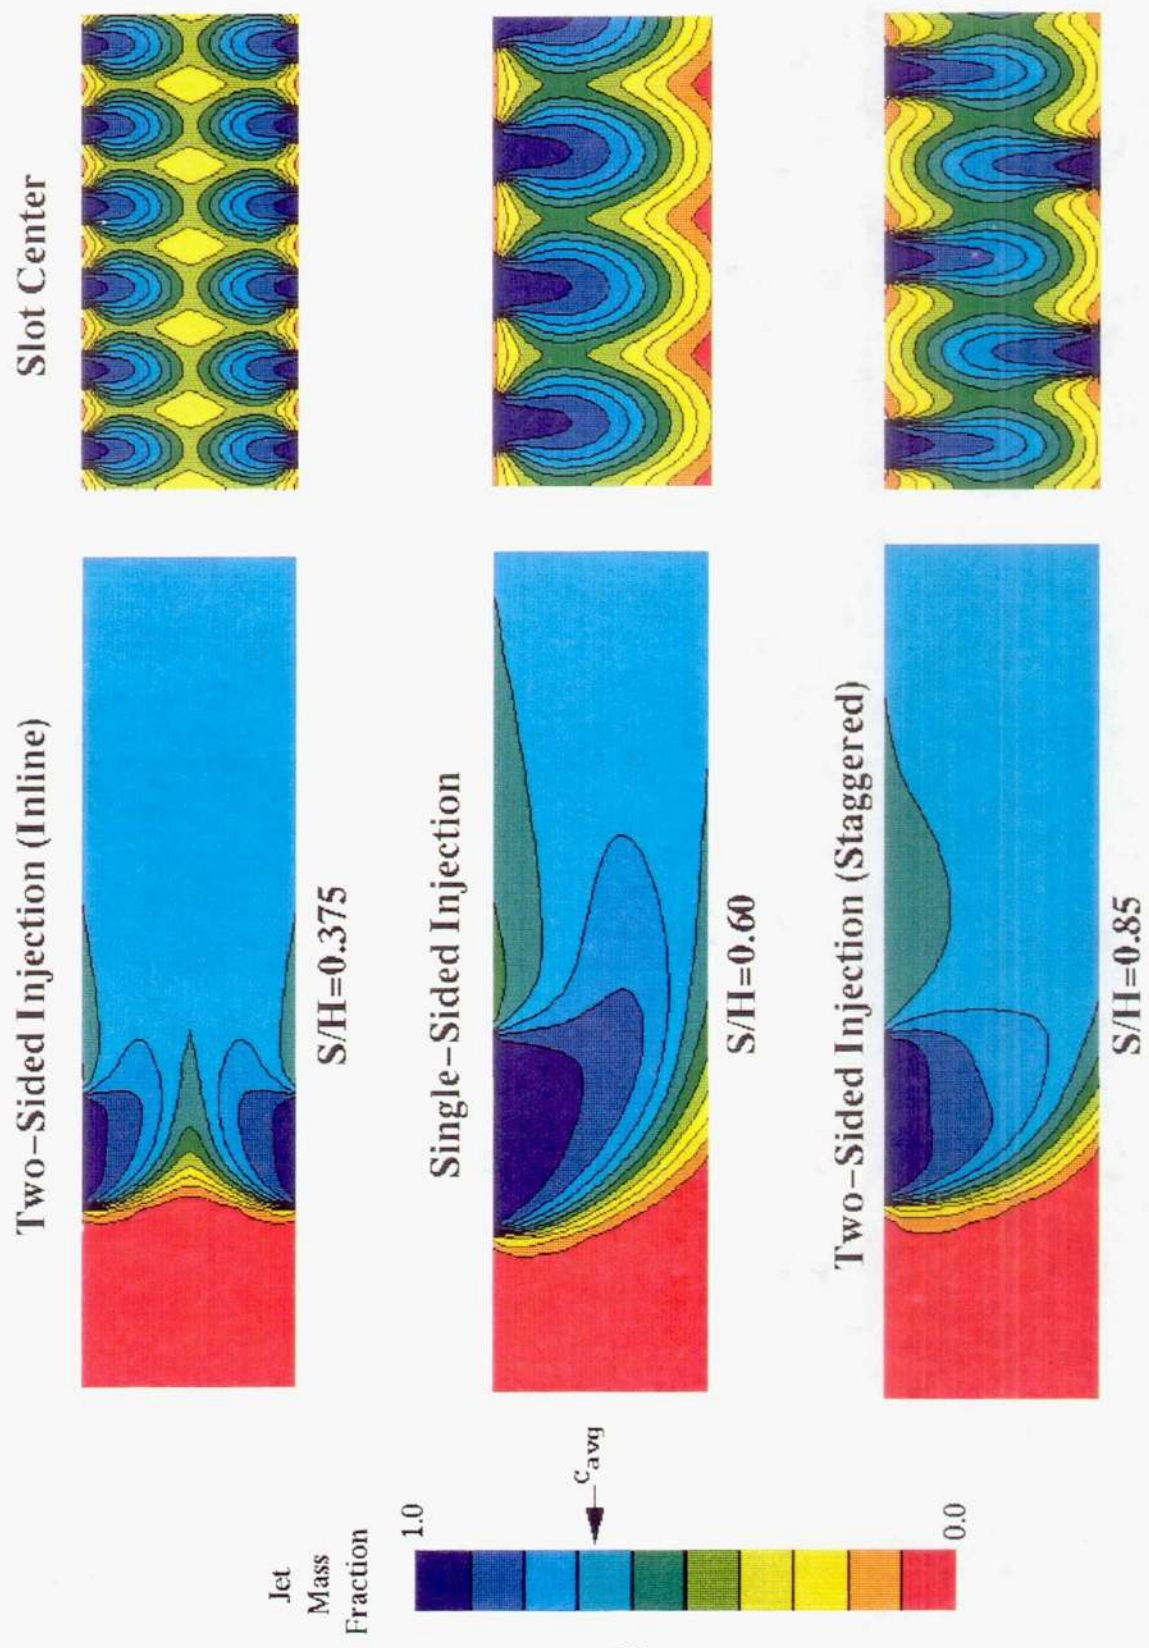 Slot Center
Two-Sided Injection (Inline)
S/H=0.375
Single-Sided Injection
S/H=0.60
Two-Sided Injection (Staggered)
S/H=0.85
Jet
Mass
Fraction
1.0
Cavg
0.0